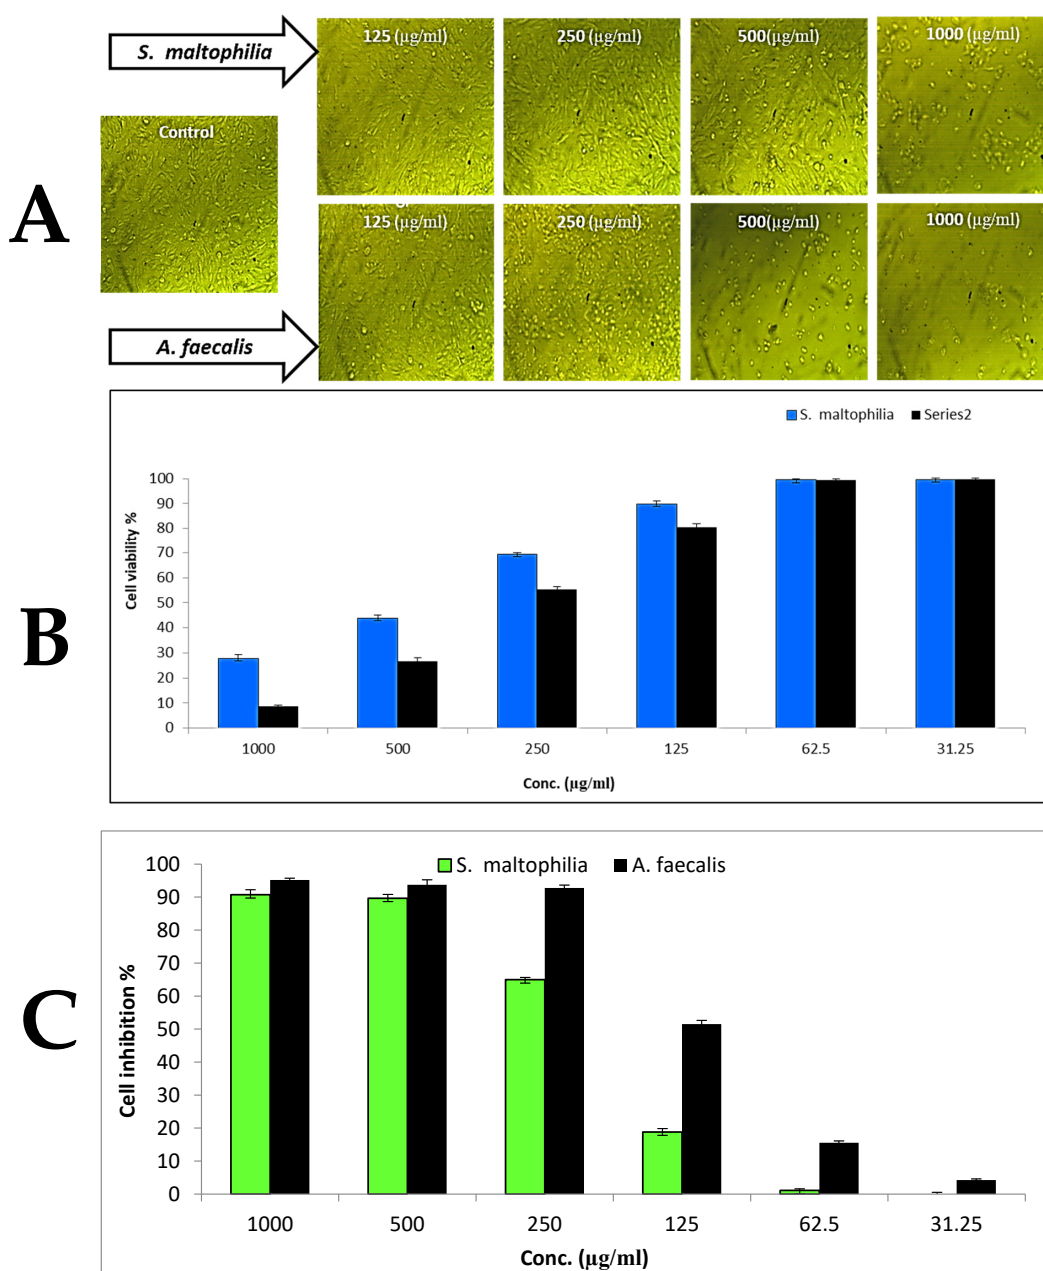 S. maltophilia
125 (µg/ml)
250 (µg/ml)
500(µg/ml)
1000 (µg/ml)
Control
A
125 (µg/ml)
250 (µg/ml)
500(µg/ml)
1000 (µg/ml)
A. faecalis
B
S. maltophilia
Series2
Cell viability %
100
90
80
70
60
50
40
30
20
10
0
1000
500
250
125
62.5
31.25
Conc. (µg/ml)
C
S. maltophilia
A. faecalis
Cell inhibition %
100
90
80
70
60
50
40
30
20
10
0
1000
500
250
125
62.5
31.25
Conc. (µg/ml)